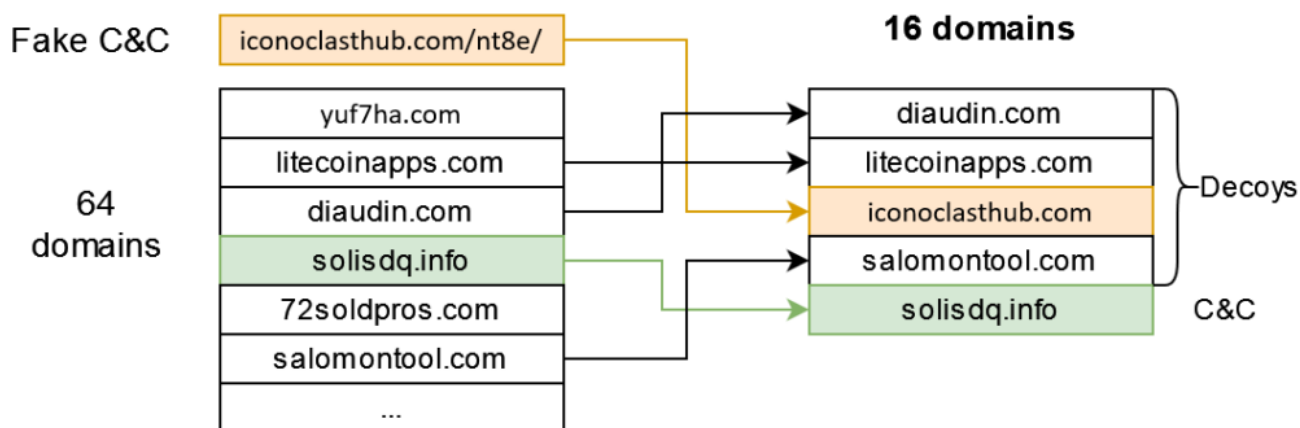 Fake C&C
iconoclasthub.com/nt8e/
16 domains
64
domains
yuf7ha.com
litecoinapps.com
diaudin.com
solisdq.info
72soldpros.com
salomontool.com
...
diaudin.com
litecoinapps.com
iconoclasthub.com
salomontool.com
solisdq.info
Decoys
C&C